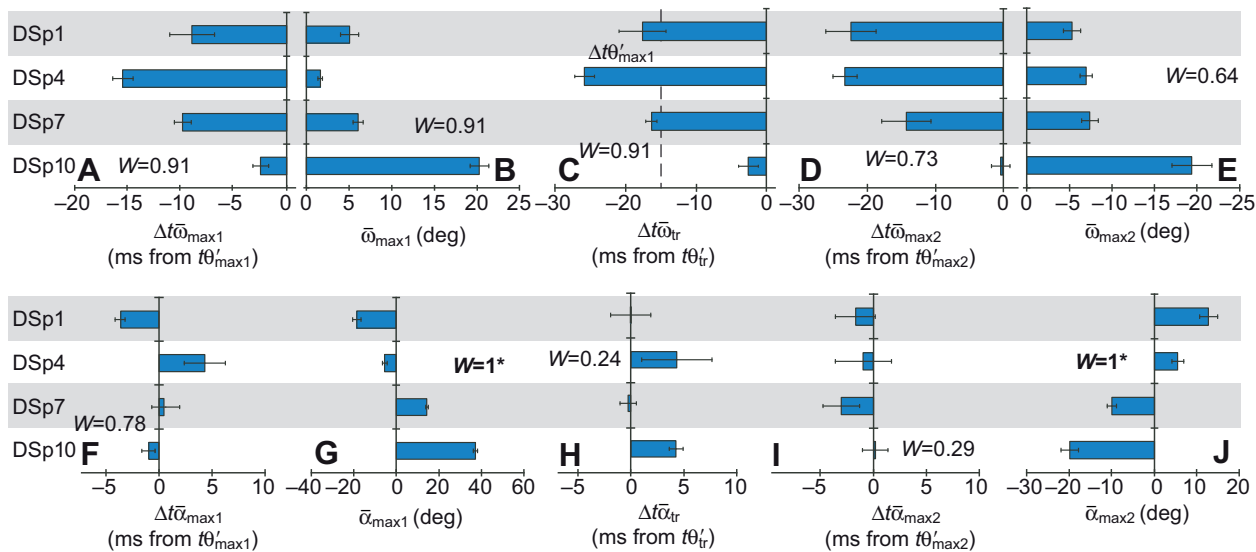 DSp1
DSp4
DSp7
DSp10
A
W=0.91
−15 −10 −5 0
Δtω̄max1
(ms from tθ′max1)
W=0.91
B
0 5 10 15 20 25
ω̄max1 (deg)
Δtθ′max1
W=0.91
C
−30 −20 −10 0
Δtω̄tr
(ms from tθ′tr)
D
W=0.73
−30 −20 −10 0
Δtω̄max2
(ms from tθ′max2)
W=0.64
E
0 −5 −10 −15 −20 −25
ω̄max2 (deg)
DSp1
DSp4
DSp7
DSp10
W=0.78
F
−5 0 5 10
Δtᾱmax1
(ms from tθ′max1)
W=1*
G
−40 −20 0 20 40 60
ᾱmax1 (deg)
W=0.24
H
−5 0 5 10
Δtᾱtr
(ms from tθ′tr)
I
W=0.29
−5 0 5 10
Δtᾱmax2
(ms from tθ′max2)
W=1*
J
−30 −20 −10 0 10 20
ᾱmax2 (deg)